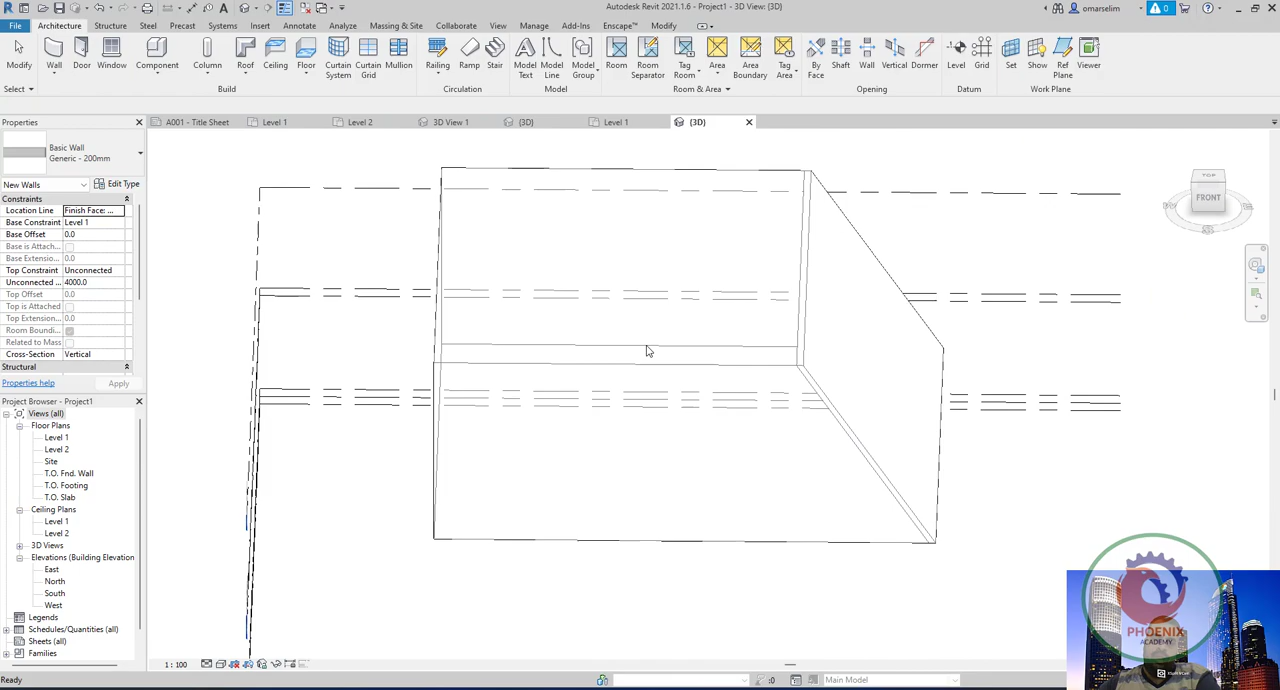 Autodesk Revit 2021.1.6 - Project1 - 3D View: {3D}
omarselim
0
File
Architecture
Structure
Steel
Precast
Systems
Insert
Annotate
Analyze
Massing & Site
Collaborate
View
Manage
Add-Ins
Enscape™
Modify
Modify
Wall
Door
Window
Component
Column
Roof
Ceiling
Floor
Curtain System
Curtain Grid
Mullion
Railing
Ramp
Stair
Model Text
Model Line
Model Group
Room
Room Separator
Tag Room
Area
Area Boundary
Tag Area
By Face
Shaft
Wall
Vertical
Dormer
Level
Grid
Set
Show
Ref Plane
Viewer
Select
Build
Circulation
Model
Room & Area
Opening
Datum
Work Plane
Properties
A001 - Title Sheet
Level 1
Level 2
3D View 1
{3D}
Level 1
{3D}
Basic Wall
Generic - 200mm
New Walls
Edit Type
Constraints
Location Line Finish Face: ...
Base Constraint Level 1
Base Offset 0.0
Base is Attach...
Base Extensio... 0.0
Top Constraint Unconnected
Unconnected ... 4000.0
Top Offset 0.0
Top is Attached
Top Extension... 0.0
Room Boundi...
Related to Mass
Cross-Section Vertical
Structural
Properties help
Apply
Project Browser - Project1
Views (all)
Floor Plans
Level 1
Level 2
Site
T.O. Fnd. Wall
T.O. Footing
T.O. Slab
Ceiling Plans
Level 1
Level 2
3D Views
Elevations (Building Elevation
East
North
South
West
Legends
Schedules/Quantities (all)
Sheets (all)
Families
TOP
FRONT
1 : 100
Ready
:0
Main Model
PHOENIX
ACADEMY